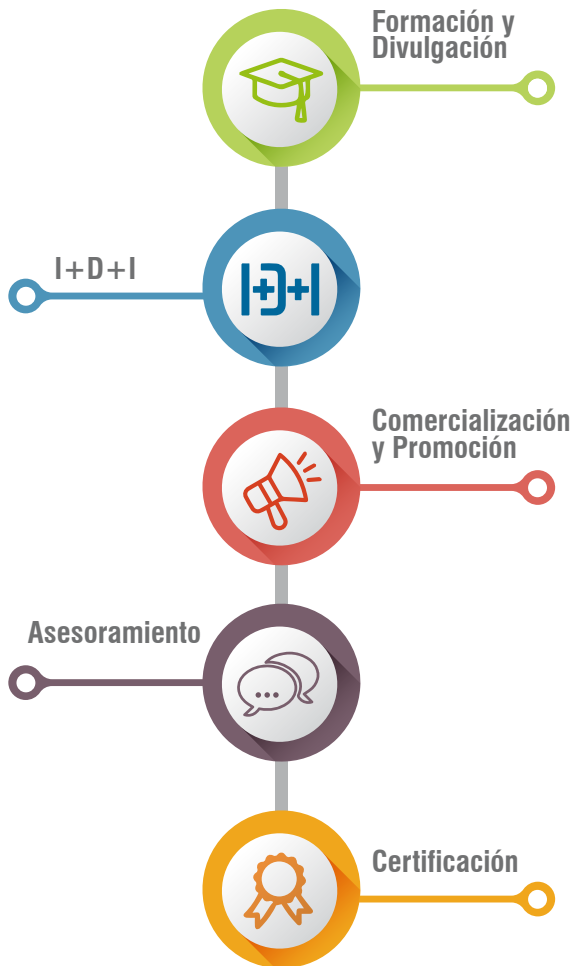 Formación y
Divulgación
I+D+I
I+D+I
Comercialización
y Promoción
Asesoramiento
Certificación